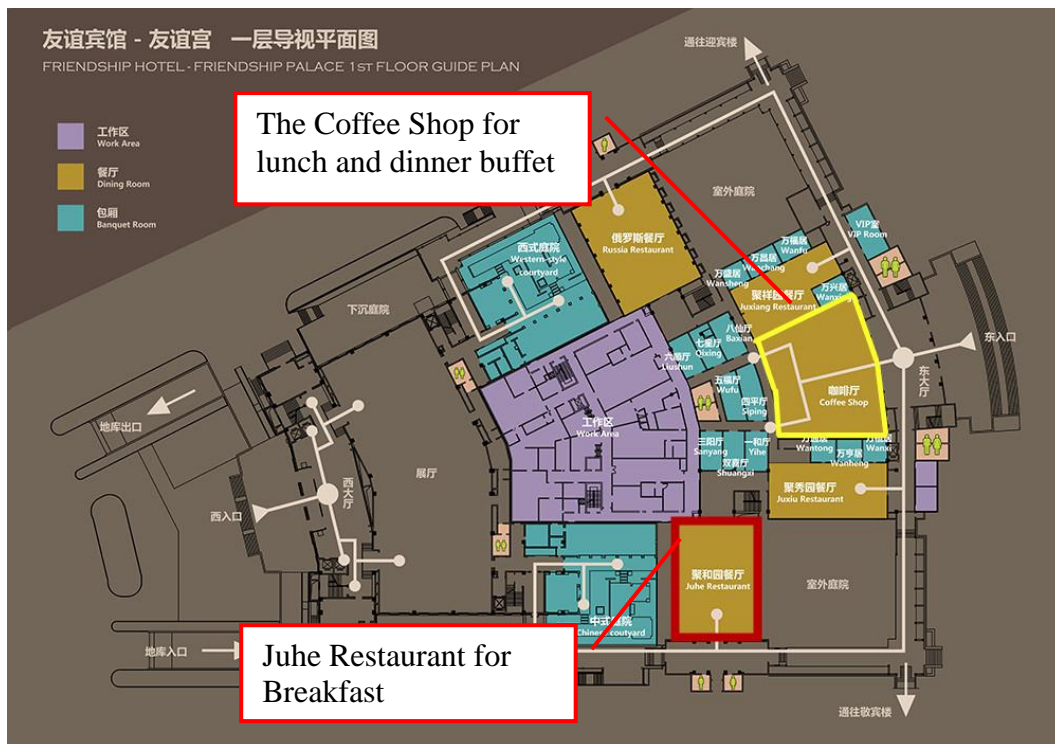 友谊宾馆 - 友谊宫 一层导视平面图
FRIENDSHIP HOTEL - FRIENDSHIP PALACE 1ST FLOOR GUIDE PLAN
通往迎宾楼
工作区
Work Area
餐厅
Dining Room
包厢
Banquet Room
The Coffee Shop for
lunch and dinner buffet
室外庭院
VIP室
VIP Room
俄罗斯餐厅
Russia Restaurant
西式庭院
Western-style
courtyard
万福居
Wanfu
万昌居
Wanchang
万盛居
Wansheng
万兴居
聚祥园餐厅
Juxiang Restaurant
下沉庭院
八仙厅
Baxian
七星厅
Qixing
六顺厅
Liushun
五福厅
Wufu
四平厅
Siping
东入口
东大厅
咖啡厅
Coffee Shop
地库出口
工作区
Work Area
三阳厅
Sanyang
双喜厅
Shuangxi
一和厅
Yihe
Wantong
万亨居
Wanheng
Wanxi
展厅
西大厅
西入口
聚秀园餐厅
Juxiu Restaurant
聚和园餐厅
Juhe Restaurant
室外庭院
中式庭院
Chinese coutyard
地库入口
Juhe Restaurant for
Breakfast
通往敬宾楼